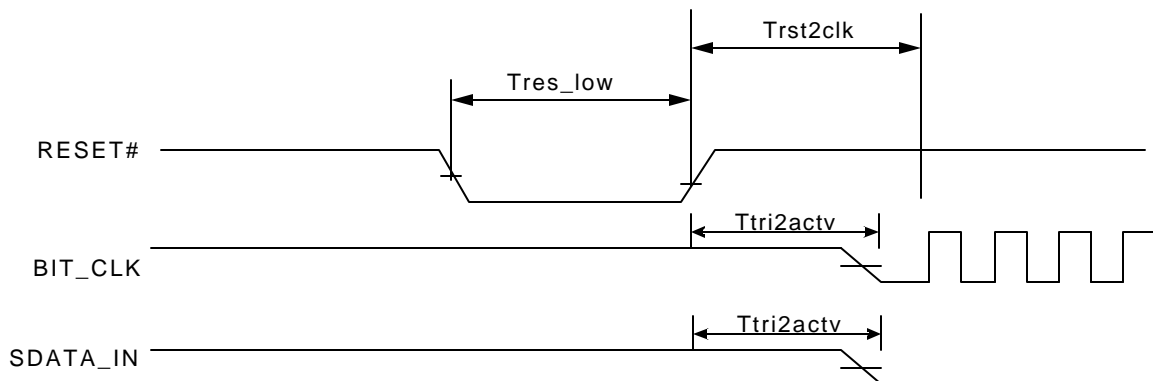 Trst2clk
Tres_low
RESET#
Ttri2actv
BIT_CLK
Ttri2actv
SDATA_IN